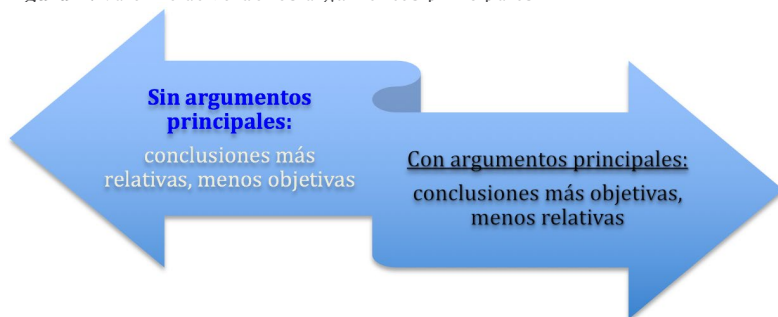 Sin argumentos
principales:
conclusiones más
relativas, menos objetivas
Con argumentos principales:
conclusiones más objetivas,
menos relativas